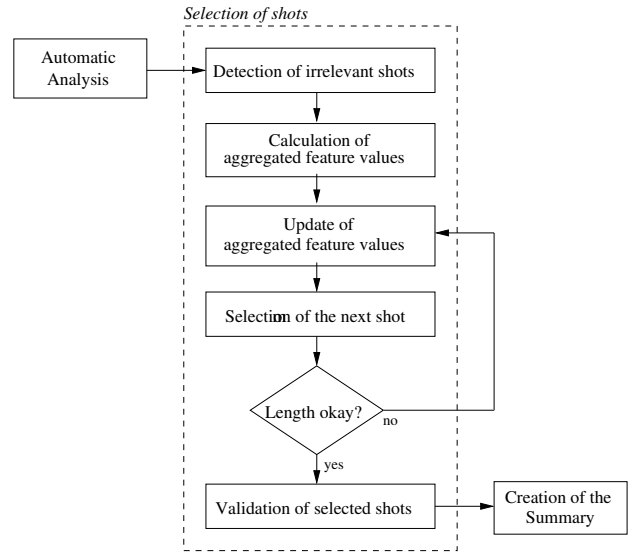 Selection of shots
Automatic
Analysis
Detection of irrelevant shots
Calculation of
aggregated feature values
Update of
aggregated feature values
Selection of the next shot
Length okay?
no
yes
Validation of selected shots
Creation of the
Summary